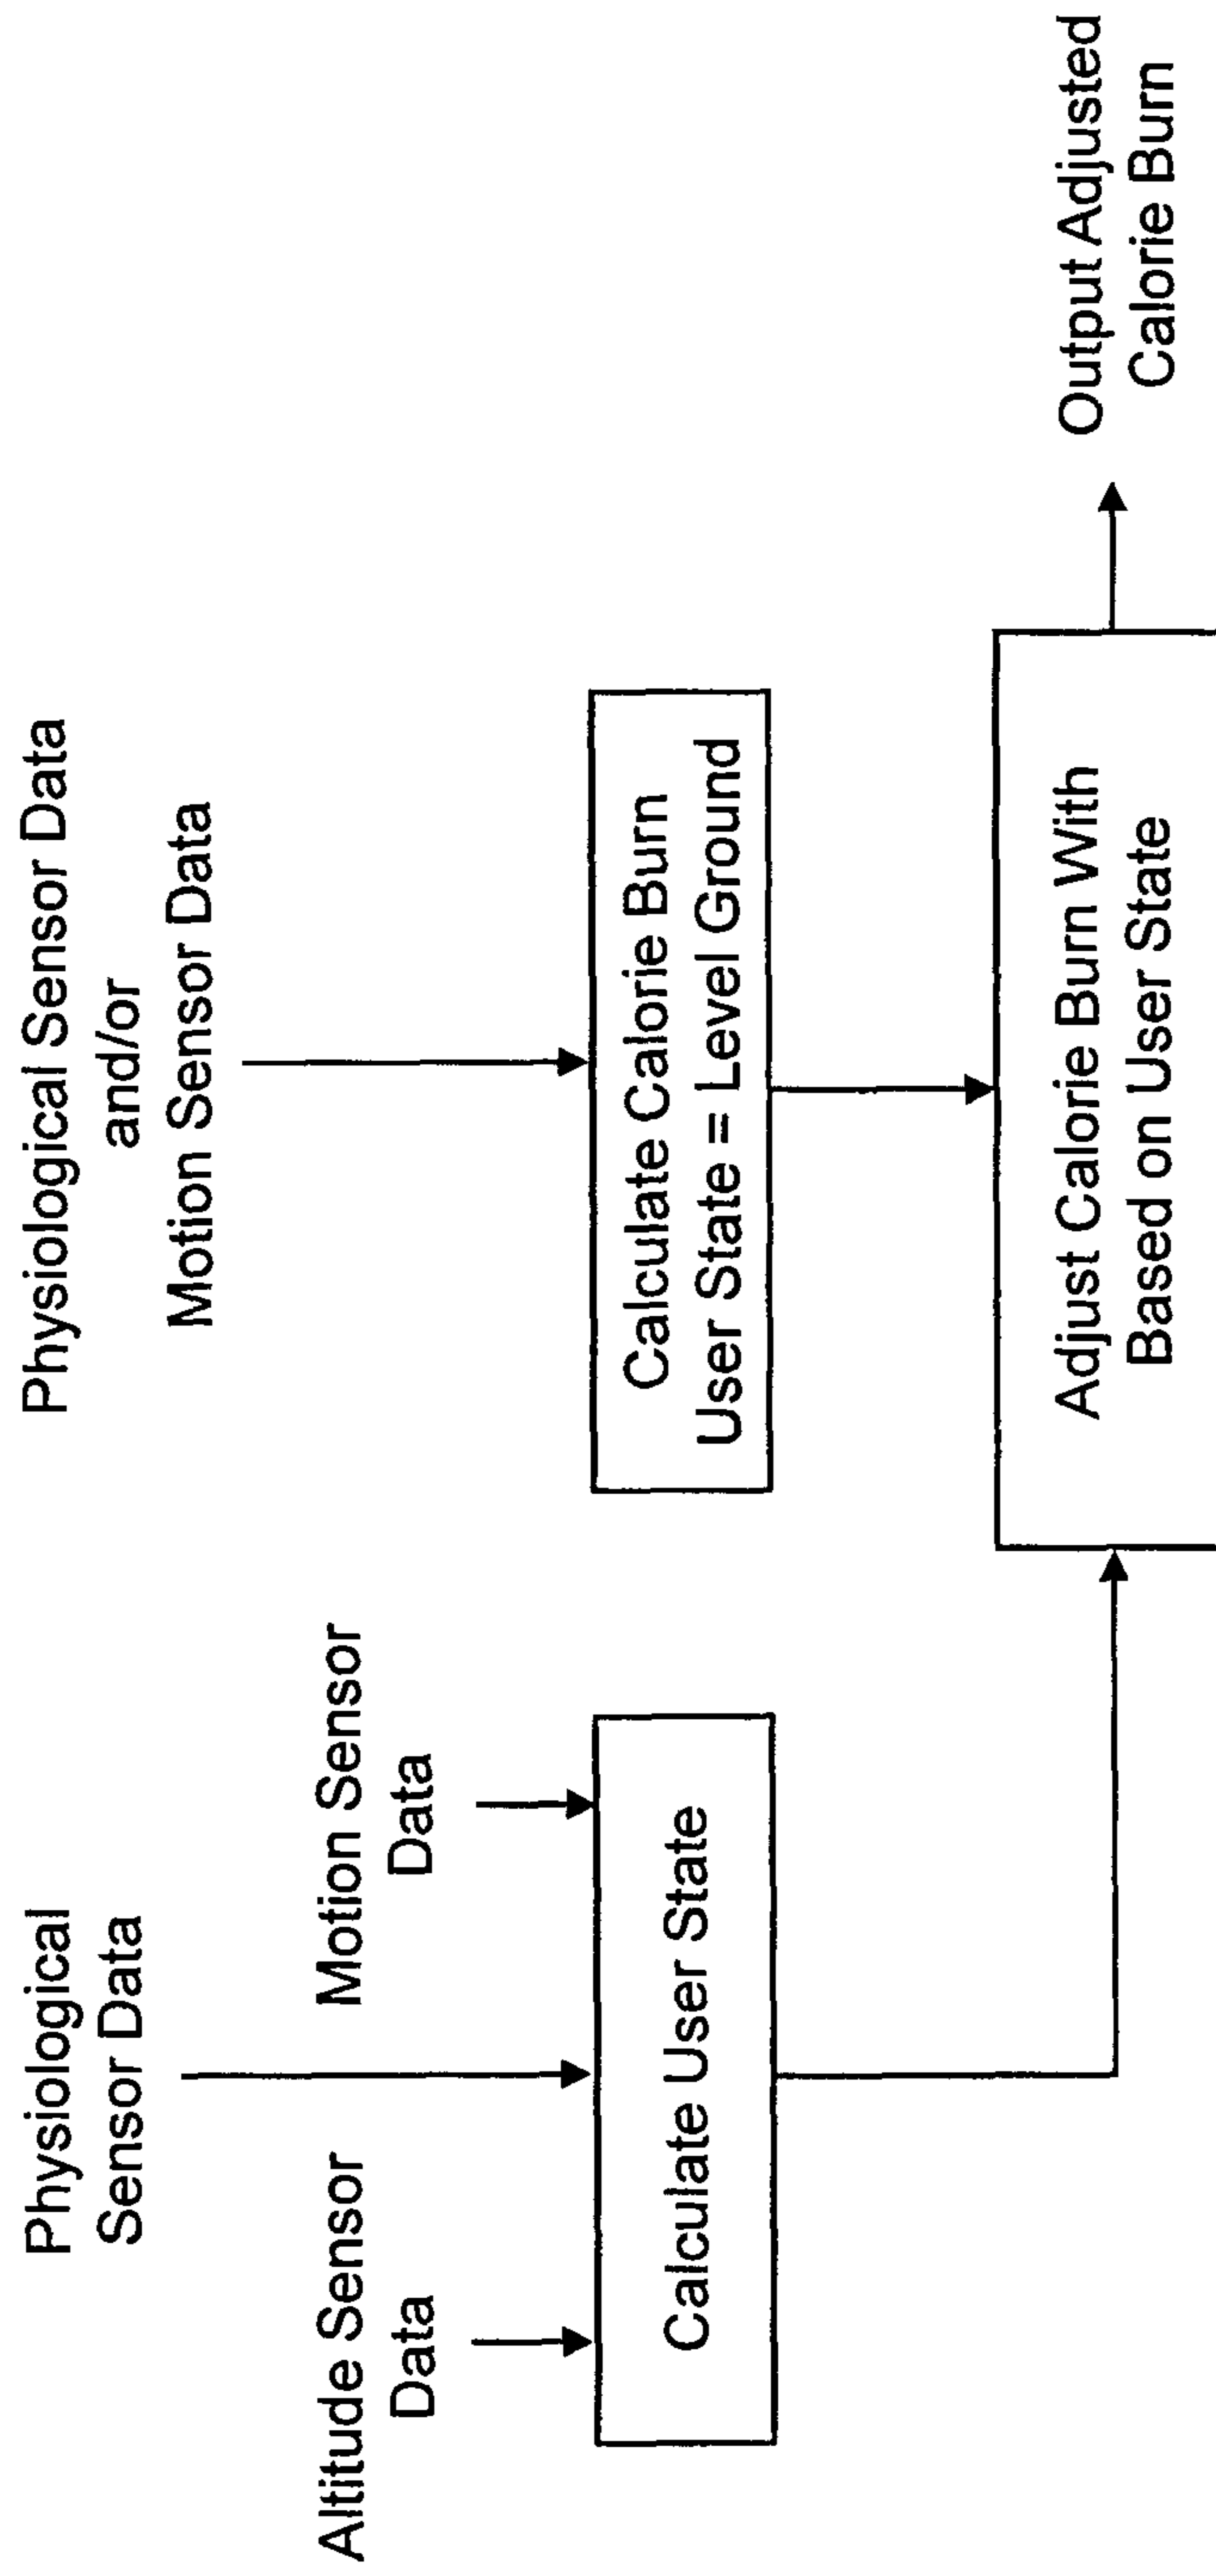 Physiological
Sensor Data
Altitude Sensor
Data
Motion Sensor
Data
Calculate User State
Physiological Sensor Data
and/or
Motion Sensor Data
Calculate Calorie Burn
User State = Level Ground
Adjust Calorie Burn With
Based on User State
Output Adjusted
Calorie Burn